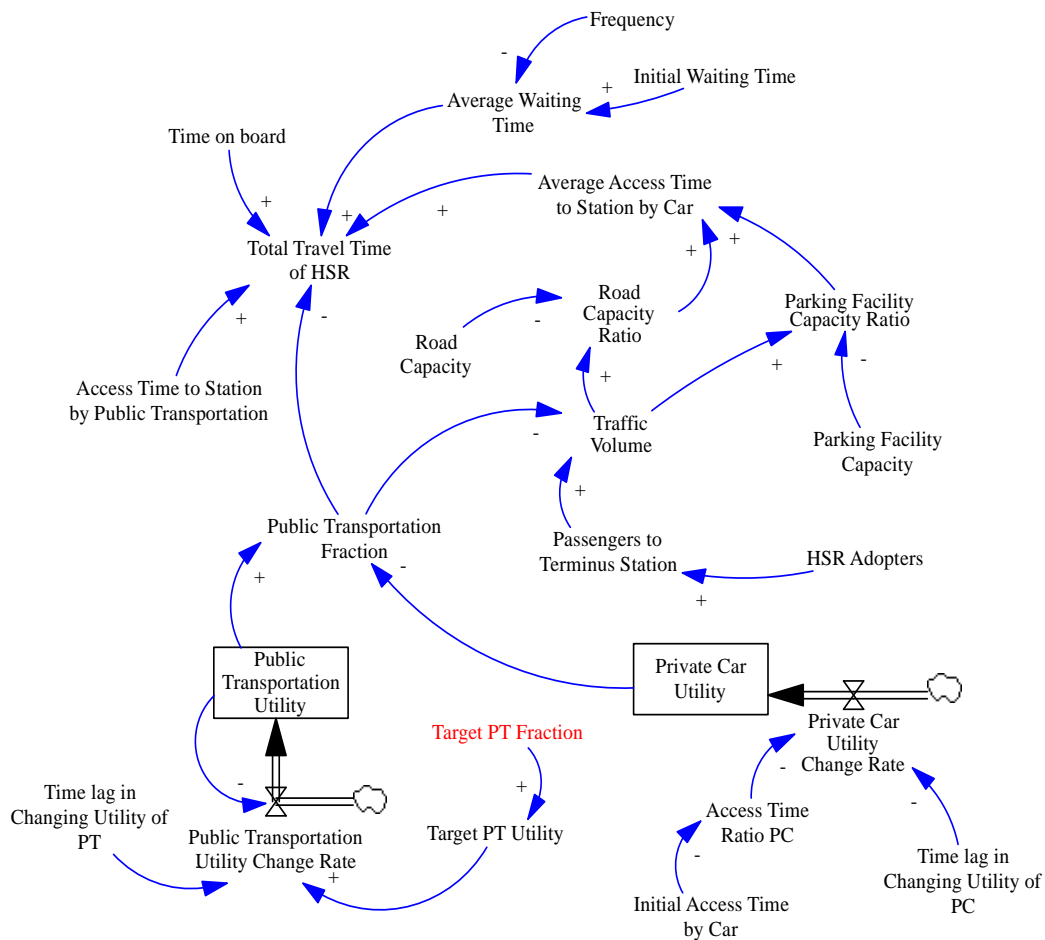 Frequency
-
Initial Waiting Time
+
Average Waiting
Time
Time on board
+
Average Access Time
to Station by Car
+
+
+
+
Total Travel Time
of HSR
-
+
Road
Capacity
Ratio
-
Road
Capacity
Parking Facility
Capacity Ratio
+
-
+
Access Time to Station
by Public Transportation
Traffic
Volume
-
Parking Facility
Capacity
+
Public Transportation
Fraction
-
+
Passengers to
Terminus Station
HSR Adopters
+
Public
Transportation
Utility
Private Car
Utility
Private Car
Utility
Change Rate
-
-
Target PT Fraction
+
-
Time lag in
Changing Utility of
PT
Public Transportation
Utility Change Rate
+
Target PT Utility
Access Time
Ratio PC
-
Initial Access Time
by Car
Time lag in
Changing Utility of
PC